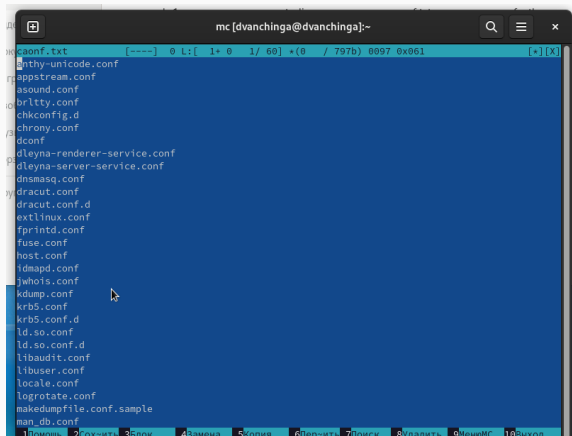 mc [dvanchinga@dvanchinga]:~
caonf.txt [----] 0 L:[ 1+ 0 1/ 60] *(0 / 797b) 0097 0x061 [*][X]
anthy-unicode.conf
appstream.conf
asound.conf
brltty.conf
chkconfig.d
chrony.conf
dconf
dleyna-renderer-service.conf
dleyna-server-service.conf
dnsmasq.conf
dracut.conf
dracut.conf.d
extlinux.conf
fprintd.conf
fuse.conf
host.conf
idmapd.conf
jwhois.conf
kdump.conf
krb5.conf
krb5.conf.d
ld.so.conf
ld.so.conf.d
libaudit.conf
libuser.conf
locale.conf
logrotate.conf
makedumpfile.conf.sample
man_db.conf
1Помощь 2Сох~ить 3Блок 4Замена 5Копия 6Пер~ить 7Поиск 8Удалить 9МенюМС 10Выход